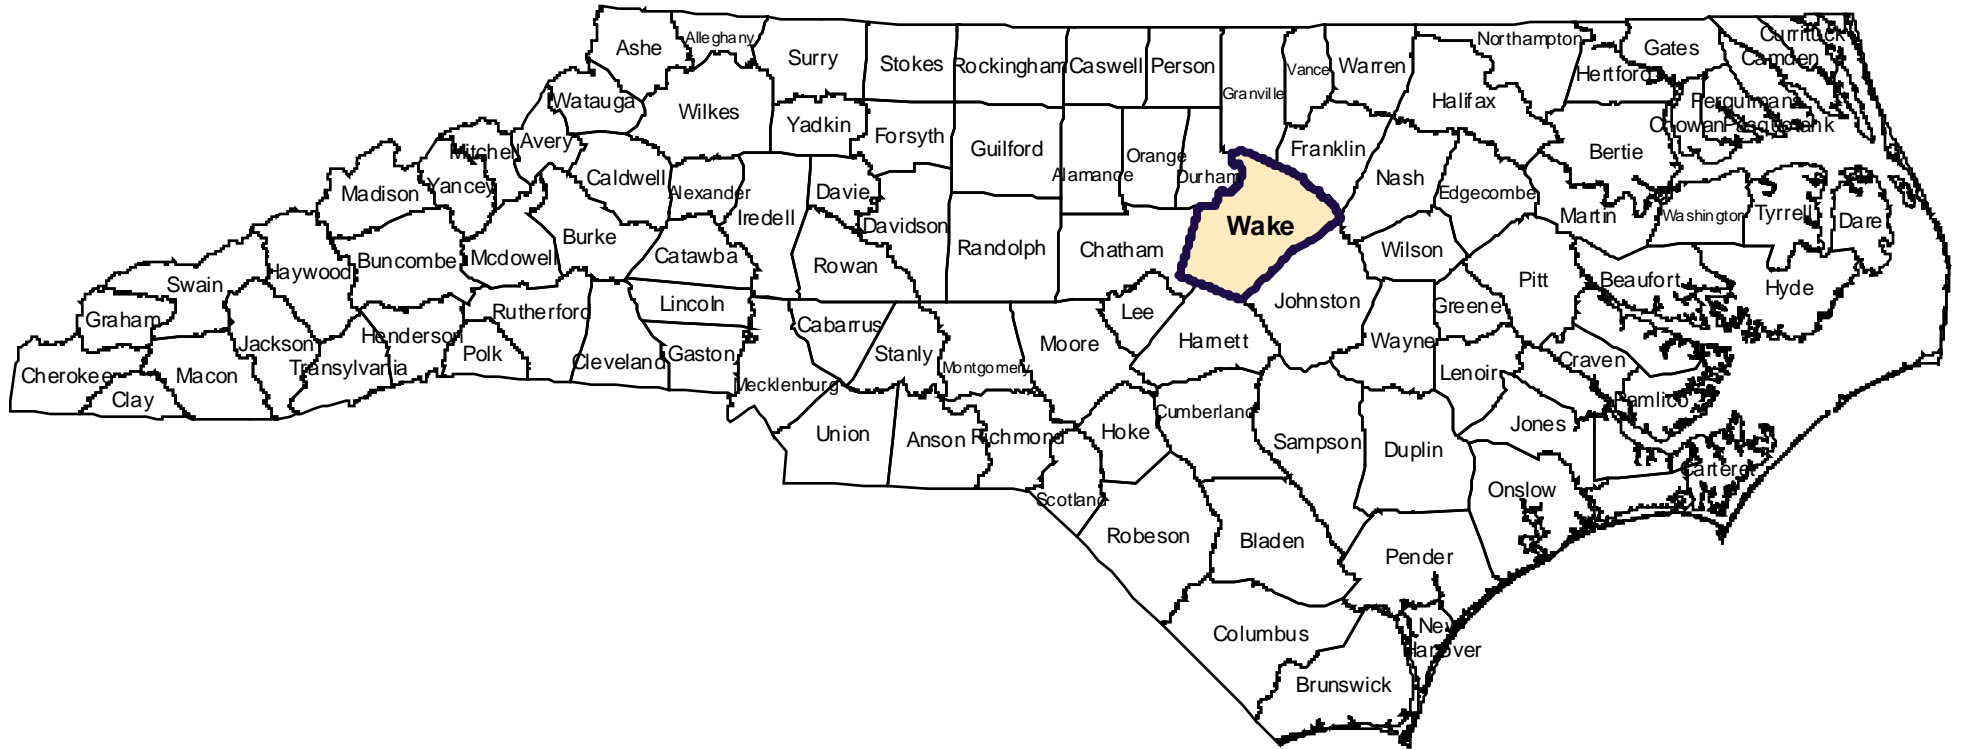 Ashe
Alleghany
Surry
Stokes
Rockingham
Caswell
Person
Granville
Vance
Warren
Northampton
Gates
Currituck
Camden
Hertford
Halifax
Watauga
Wilkes
Yadkin
Forsyth
Guilford
Alamance
Orange
Durham
Franklin
Nash
Edgecombe
Bertie
Perquimans
Chowan
Pasquotank
Avery
Mitchell
Yancey
Madison
Caldwell
Alexander
Iredell
Davie
Davidson
Randolph
Chatham
Wake
Wilson
Martin
Washington
Tyrrell
Dare
Burke
Mcdowell
Buncombe
Haywood
Swain
Graham
Catawba
Rowan
Lincoln
Rutherford
Cabarrus
Lee
Johnston
Greene
Pitt
Beaufort
Hyde
Cherokee
Clay
Macon
Jackson
Transylvania
Henderson
Polk
Cleveland
Gaston
Mecklenburg
Stanly
Montgomery
Moore
Harnett
Wayne
Lenoir
Craven
Pamlico
Union
Anson
Richmond
Hoke
Cumberland
Sampson
Duplin
Jones
Carteret
Scotland
Robeson
Bladen
Pender
Onslow
Columbus
New
Hanover
Brunswick